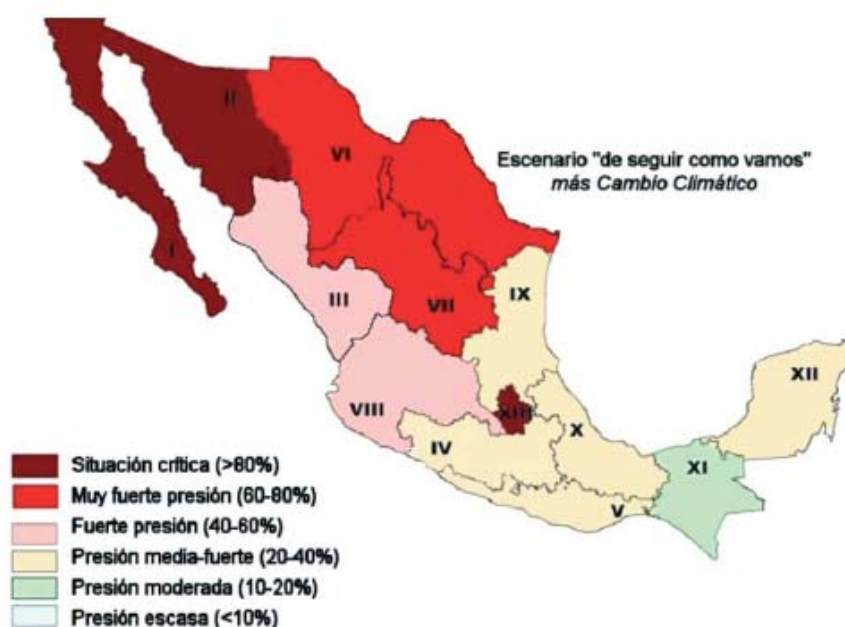 II
VI
Escenario "de seguir como vamos"
más Cambio Climático
I
III
VII
IX
XII
VIII
XIII
IV
X
XI
V
Situación crítica (>80%)
Muy fuerte presión (60-80%)
Fuerte presión (40-60%)
Presión media-fuerte (20-40%)
Presión moderada (10-20%)
Presión escasa (<10%)